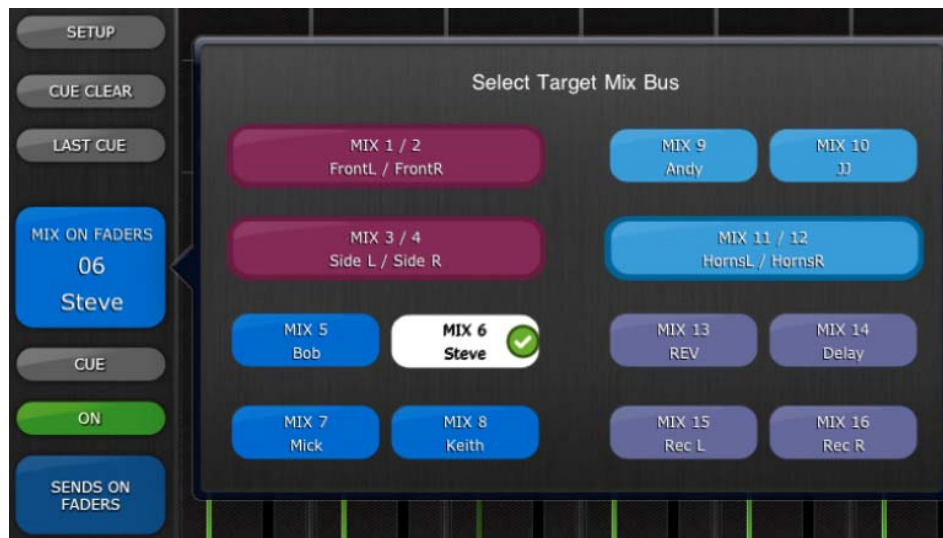 SETUP
CUE CLEAR
LAST CUE
MIX ON FADERS
06
Steve
CUE
ON
SENDS ON
FADERS
Select Target Mix Bus
MIX 1 / 2
FrontL / FrontR
MIX 3 / 4
Side L / Side R
MIX 5
Bob
MIX 6
Steve
MIX 7
Mick
MIX 8
Keith
MIX 9
Andy
MIX 10
JJ
MIX 11 / 12
HornsL / HornsR
MIX 13
REV
MIX 14
Delay
MIX 15
Rec L
MIX 16
Rec R